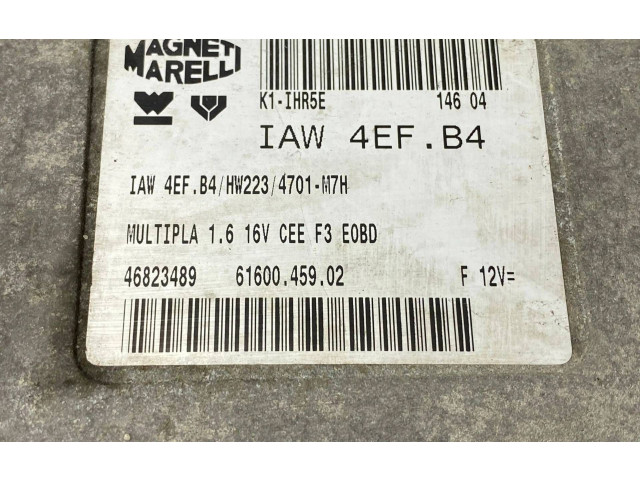 MAGNETI
MARELLI
K1-IHR5E 146 04
IAW 4EF.B4
IAW 4EF.B4/HW223/4701-M7H
MULTIPLA 1.6 16V CEE F3 EOBD
46823489 61600.459.02 F 12V=